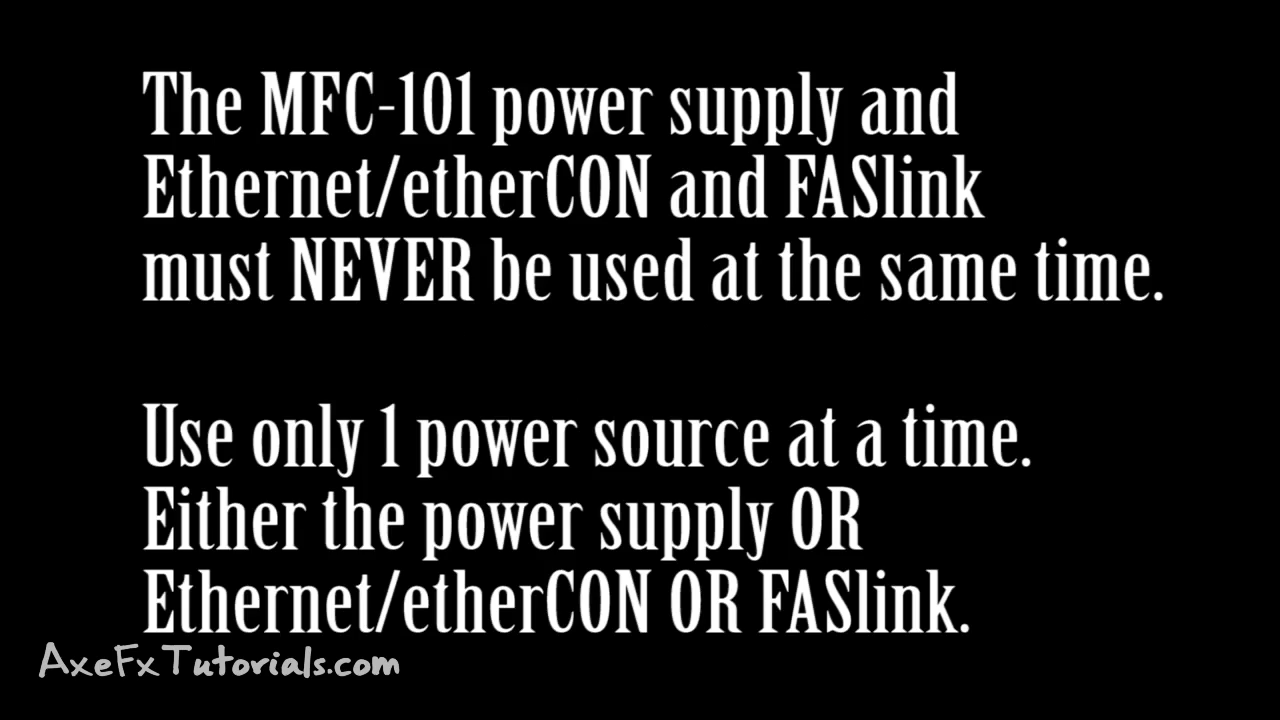 The MFC-101 power supply and
Ethernet/etherCON and FASlink
must NEVER be used at the same time.
Use only 1 power source at a time.
Either the power supply OR
Ethernet/etherCON OR FASlink.
AxeFxTutorials.com